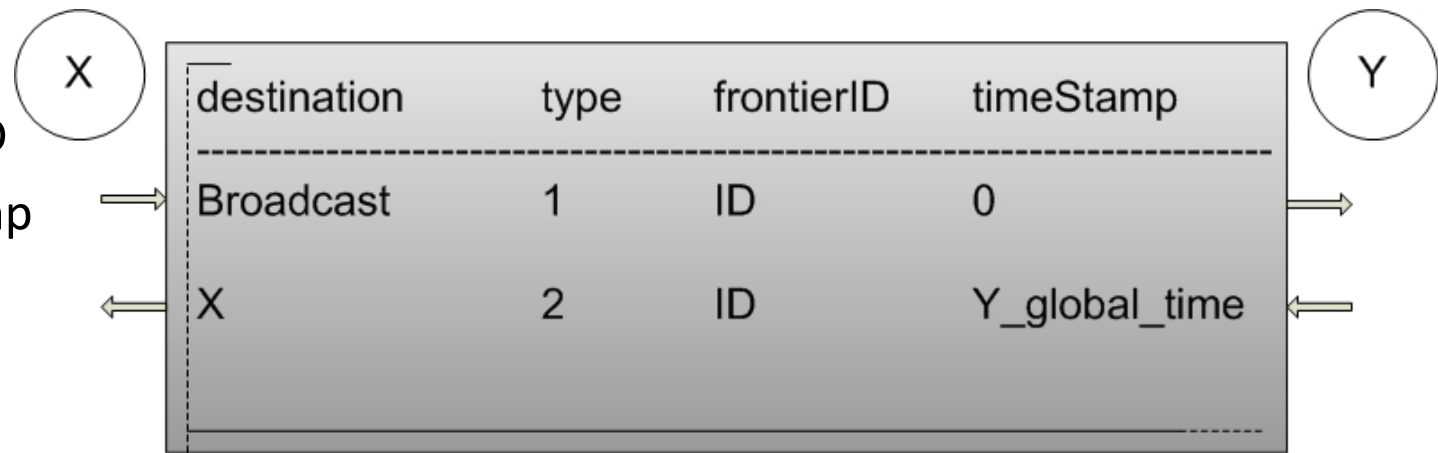 X
Y
destination type frontierID timeStamp
Broadcast 1 ID 0
X 2 ID Y_global_time